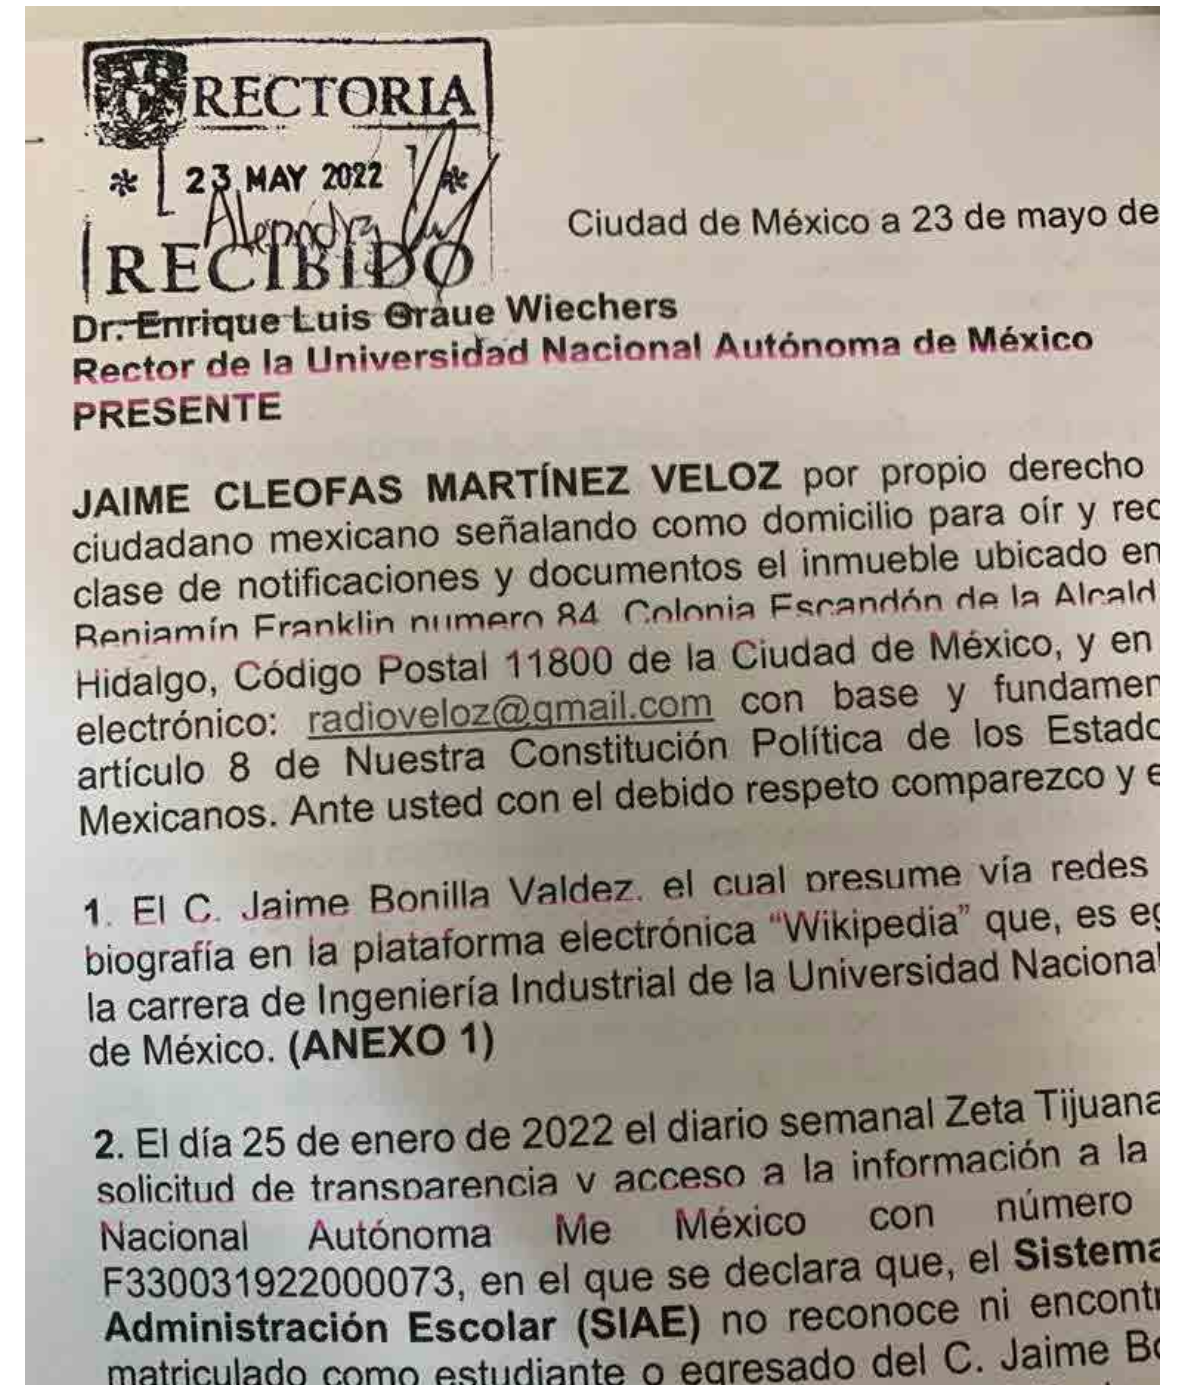 RECTORIA
23 MAY 2022
RECIBIDO
Ciudad de México a 23 de mayo de
Dr. Enrique Luis Graue Wiechers
Rector de la Universidad Nacional Autónoma de México
PRESENTE
JAIME CLEOFAS MARTÍNEZ VELOZ por propio derecho
ciudadano mexicano señalando como domicilio para oír y rec
clase de notificaciones y documentos el inmueble ubicado en
Benjamín Franklin numero 84, Colonia Escandón de la Alcald
Hidalgo, Código Postal 11800 de la Ciudad de México, y en
electrónico: radioveloz@gmail.com con base y fundamen
artículo 8 de Nuestra Constitución Política de los Estado
Mexicanos. Ante usted con el debido respeto comparezco y e
1. El C. Jaime Bonilla Valdez, el cual presume vía redes
biografía en la plataforma electrónica “Wikipedia” que, es eg
la carrera de Ingeniería Industrial de la Universidad Nacional
de México. (ANEXO 1)
2. El día 25 de enero de 2022 el diario semanal Zeta Tijuana
solicitud de transparencia y acceso a la información a la
Nacional Autónoma Me México con número
F330031922000073, en el que se declara que, el Sistema
Administración Escolar (SIAE) no reconoce ni encontr
matriculado como estudiante o egresado del C. Jaime Bo